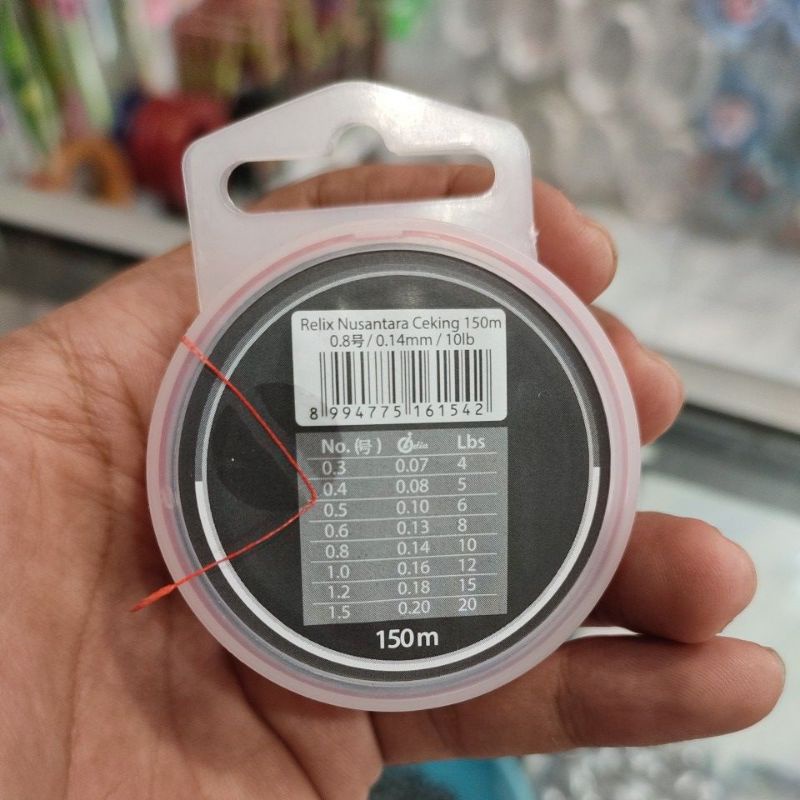 Relix Nusantara Ceking 150m
0.8号 / 0.14mm / 10lb
8 994775 161542
No. (号) Relix Lbs
0.3 0.07 4
0.4 0.08 5
0.5 0.10 6
0.6 0.13 8
0.8 0.14 10
1.0 0.16 12
1.2 0.18 15
1.5 0.20 20
150m